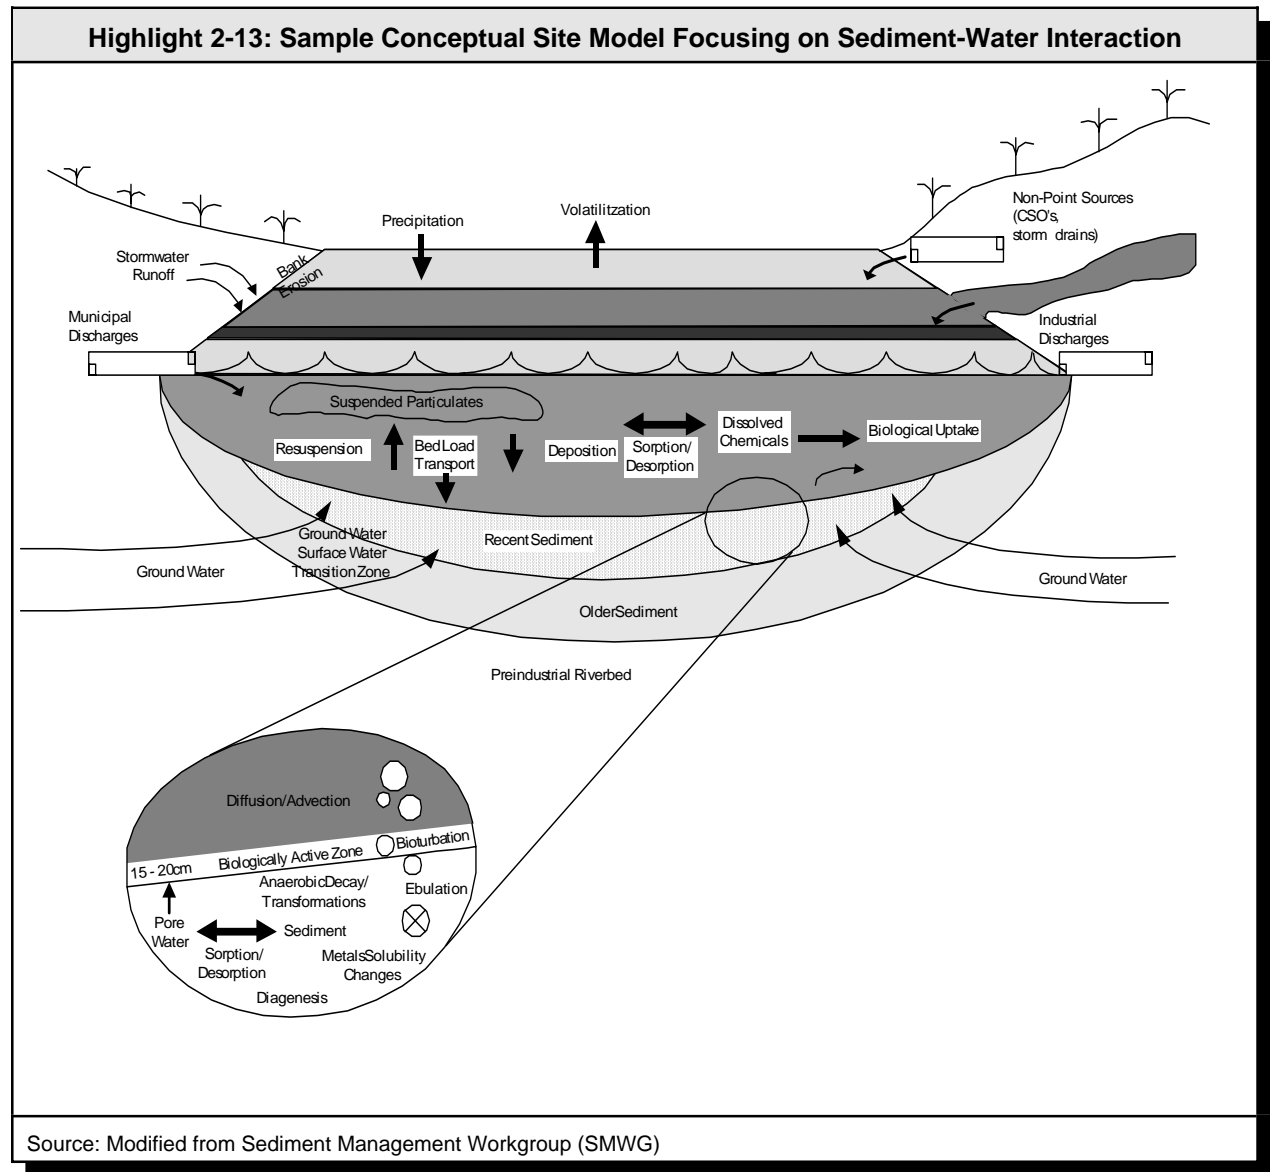 Highlight 2-13: Sample Conceptual Site Model Focusing on Sediment-Water Interaction
Non-Point Sources
(CSO's,
storm drains)
Precipitation
Volatilitzation
Stormwater
Runoff
Bank
Erosion
Municipal
Discharges
Industrial
Discharges
Suspended Particulates
Resuspension
Bed Load
Transport
Deposition
Sorption/
Desorption
Dissolved
Chemicals
Biological Uptake
Ground Water
Surface Water
Transition Zone
Recent Sediment
Ground Water
Ground Water
Older Sediment
Preindustrial Riverbed
Diffusion/Advection
15 - 20cm
Biologically Active Zone
Bioturbation
Anaerobic Decay/
Transformations
Ebulation
Pore
Water
Sediment
Sorption/
Desorption
Metals Solubility
Changes
Diagenesis
Source: Modified from Sediment Management Workgroup (SMWG)